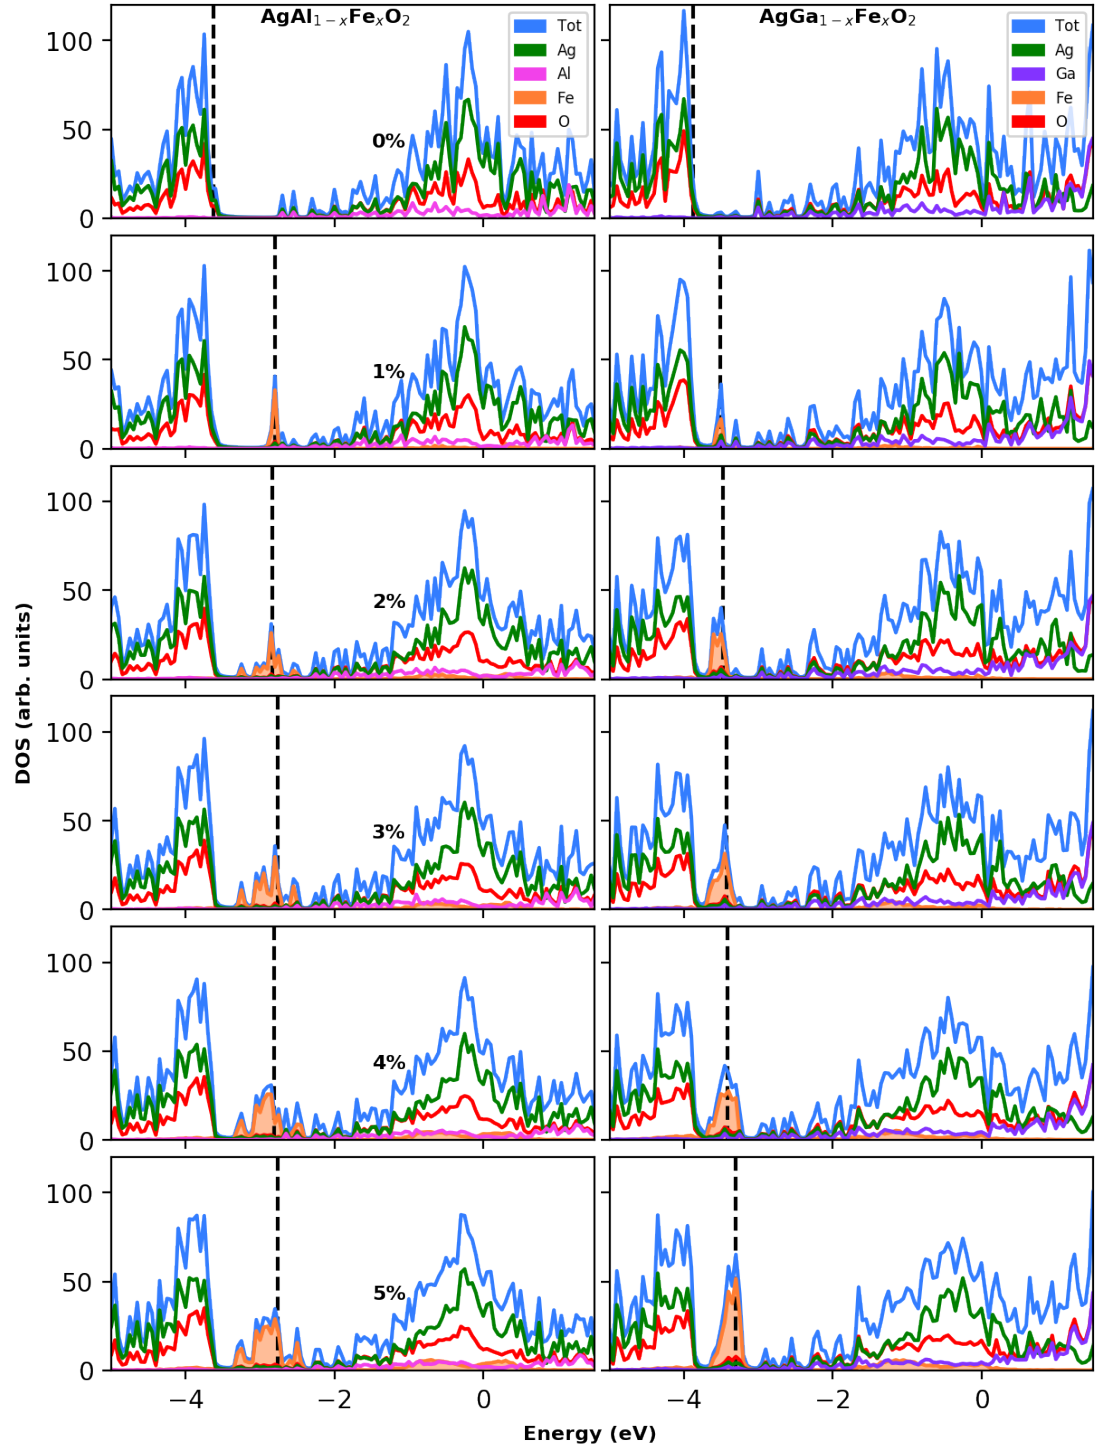 AgAl₁₋ₓFeₓO₂
AgGa₁₋ₓFeₓO₂
Tot
Ag
Al
Fe
O
Tot
Ag
Ga
Fe
O
100
50
0
0%
100
50
0
1%
100
50
0
2%
100
50
0
3%
100
50
0
4%
100
50
0
5%
DOS (arb. units)
−4 −2 0 −4 −2 0
Energy (eV)